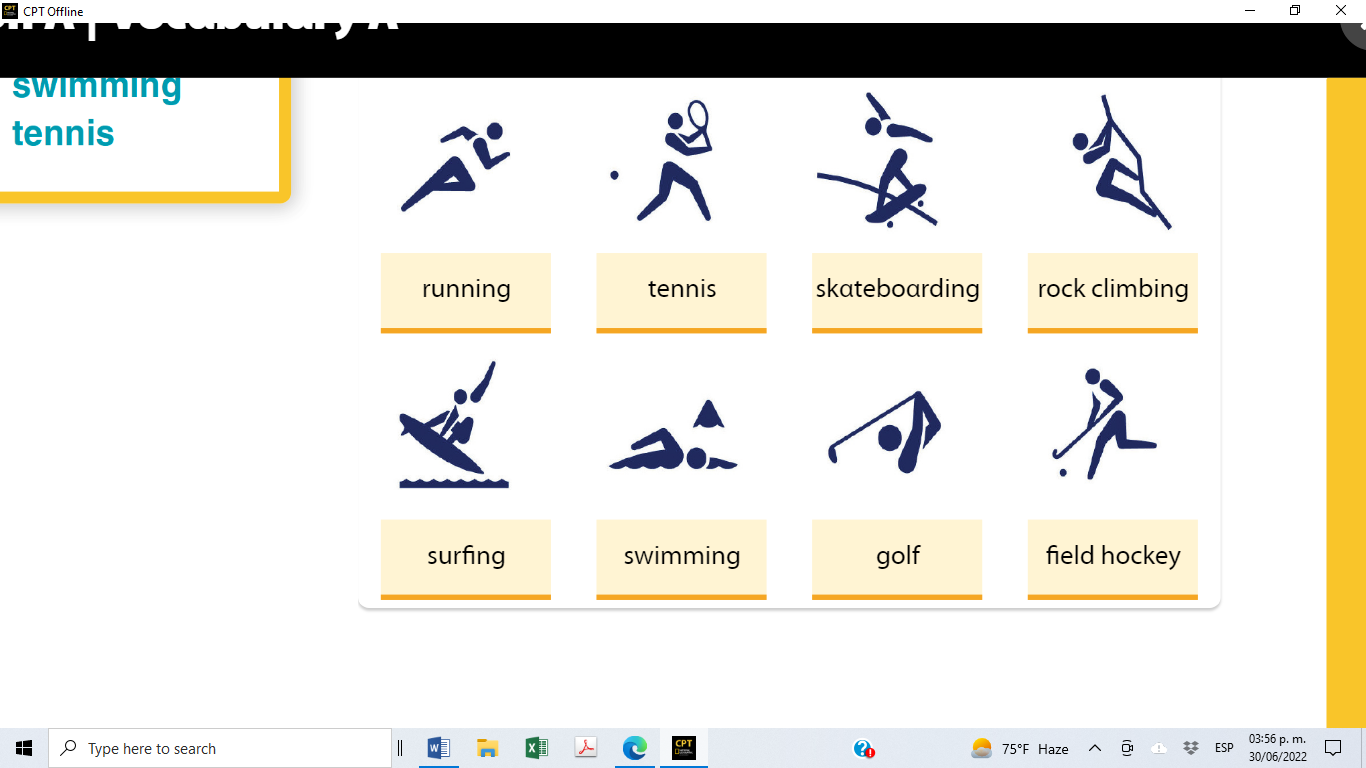 CPT Offline
swimming
tennis
running
tennis
skateboarding
rock climbing
surfing
swimming
golf
field hockey
Type here to search
CPT
75°F Haze
ESP
03:56 p. m.
30/06/2022